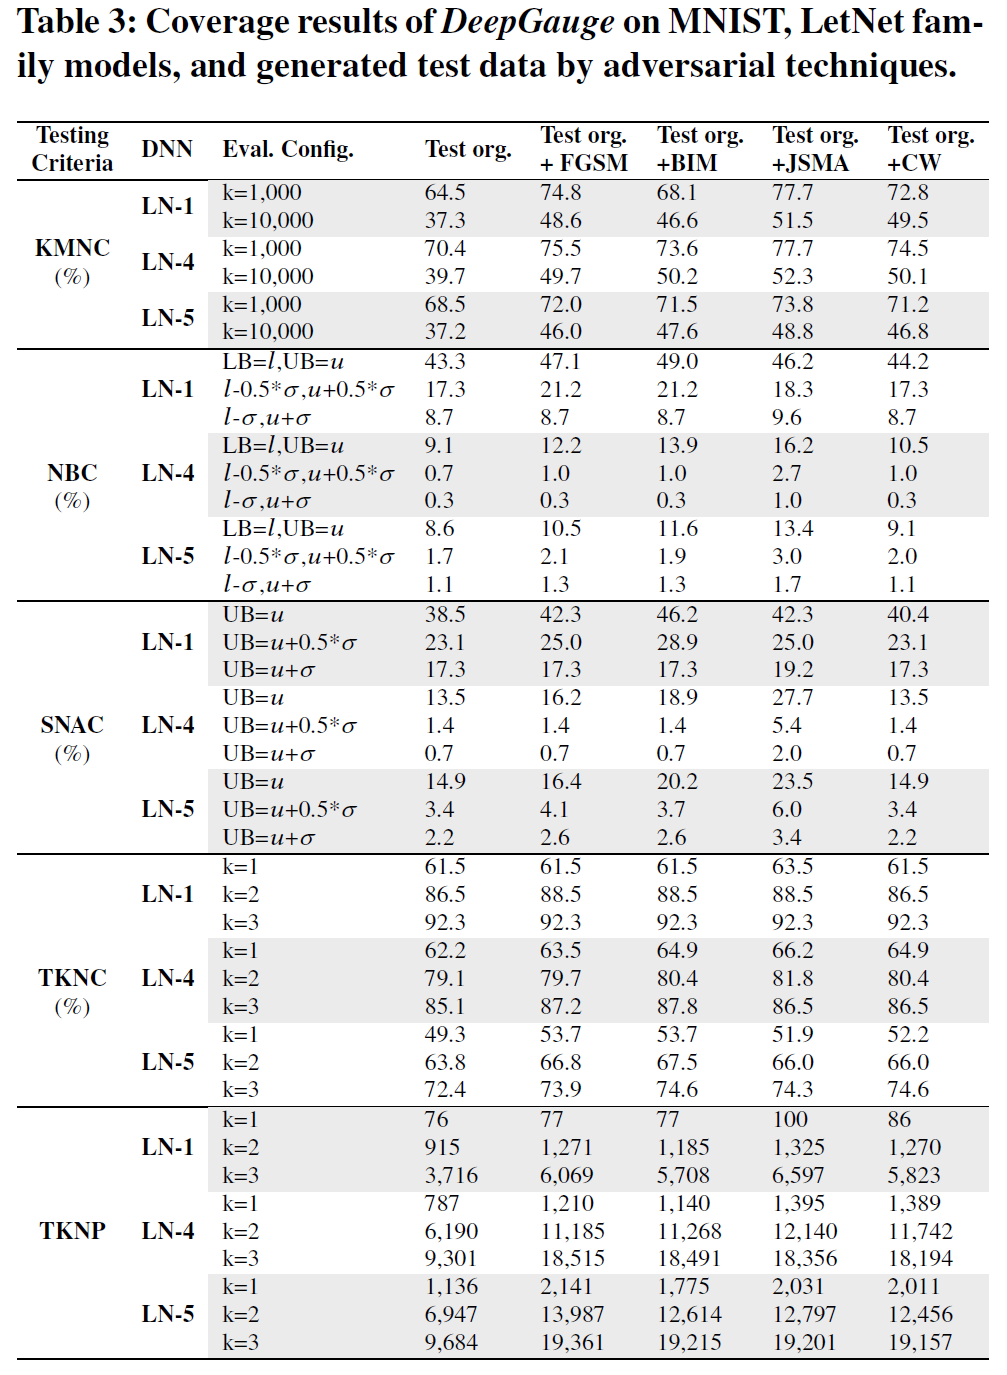 Table 3: Coverage results of DeepGauge on MNIST, LetNet fam-
ily models, and generated test data by adversarial techniques.
Testing Criteria DNN Eval. Config. Test org. Test org. + FGSM Test org. +BIM Test org. +JSMA Test org. +CW
KMNC (%) LN-1 k=1,000 64.5 74.8 68.1 77.7 72.8
k=10,000 37.3 48.6 46.6 51.5 49.5
LN-4 k=1,000 70.4 75.5 73.6 77.7 74.5
k=10,000 39.7 49.7 50.2 52.3 50.1
LN-5 k=1,000 68.5 72.0 71.5 73.8 71.2
k=10,000 37.2 46.0 47.6 48.8 46.8
NBC (%) LN-1 LB=l,UB=u 43.3 47.1 49.0 46.2 44.2
l-0.5*σ,u+0.5*σ 17.3 21.2 21.2 18.3 17.3
l-σ,u+σ 8.7 8.7 8.7 9.6 8.7
LN-4 LB=l,UB=u 9.1 12.2 13.9 16.2 10.5
l-0.5*σ,u+0.5*σ 0.7 1.0 1.0 2.7 1.0
l-σ,u+σ 0.3 0.3 0.3 1.0 0.3
LN-5 LB=l,UB=u 8.6 10.5 11.6 13.4 9.1
l-0.5*σ,u+0.5*σ 1.7 2.1 1.9 3.0 2.0
l-σ,u+σ 1.1 1.3 1.3 1.7 1.1
SNAC (%) LN-1 UB=u 38.5 42.3 46.2 42.3 40.4
UB=u+0.5*σ 23.1 25.0 28.9 25.0 23.1
UB=u+σ 17.3 17.3 17.3 19.2 17.3
LN-4 UB=u 13.5 16.2 18.9 27.7 13.5
UB=u+0.5*σ 1.4 1.4 1.4 5.4 1.4
UB=u+σ 0.7 0.7 0.7 2.0 0.7
LN-5 UB=u 14.9 16.4 20.2 23.5 14.9
UB=u+0.5*σ 3.4 4.1 3.7 6.0 3.4
UB=u+σ 2.2 2.6 2.6 3.4 2.2
TKNC (%) LN-1 k=1 61.5 61.5 61.5 63.5 61.5
k=2 86.5 88.5 88.5 88.5 86.5
k=3 92.3 92.3 92.3 92.3 92.3
LN-4 k=1 62.2 63.5 64.9 66.2 64.9
k=2 79.1 79.7 80.4 81.8 80.4
k=3 85.1 87.2 87.8 86.5 86.5
LN-5 k=1 49.3 53.7 53.7 51.9 52.2
k=2 63.8 66.8 67.5 66.0 66.0
k=3 72.4 73.9 74.6 74.3 74.6
TKNP LN-1 k=1 76 77 77 100 86
k=2 915 1,271 1,185 1,325 1,270
k=3 3,716 6,069 5,708 6,597 5,823
LN-4 k=1 787 1,210 1,140 1,395 1,389
k=2 6,190 11,185 11,268 12,140 11,742
k=3 9,301 18,515 18,491 18,356 18,194
LN-5 k=1 1,136 2,141 1,775 2,031 2,011
k=2 6,947 13,987 12,614 12,797 12,456
k=3 9,684 19,361 19,215 19,201 19,157